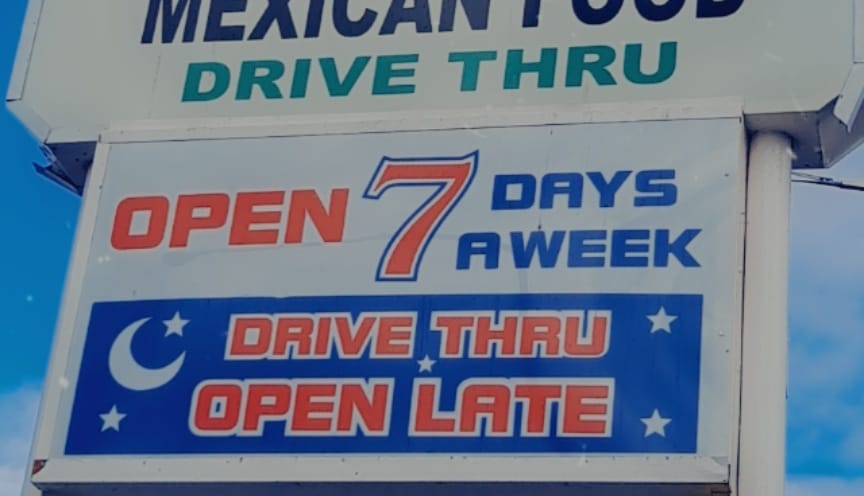 MEXICAN FOOD
DRIVE THRU
OPEN 7 DAYS
A WEEK
DRIVE THRU
OPEN LATE